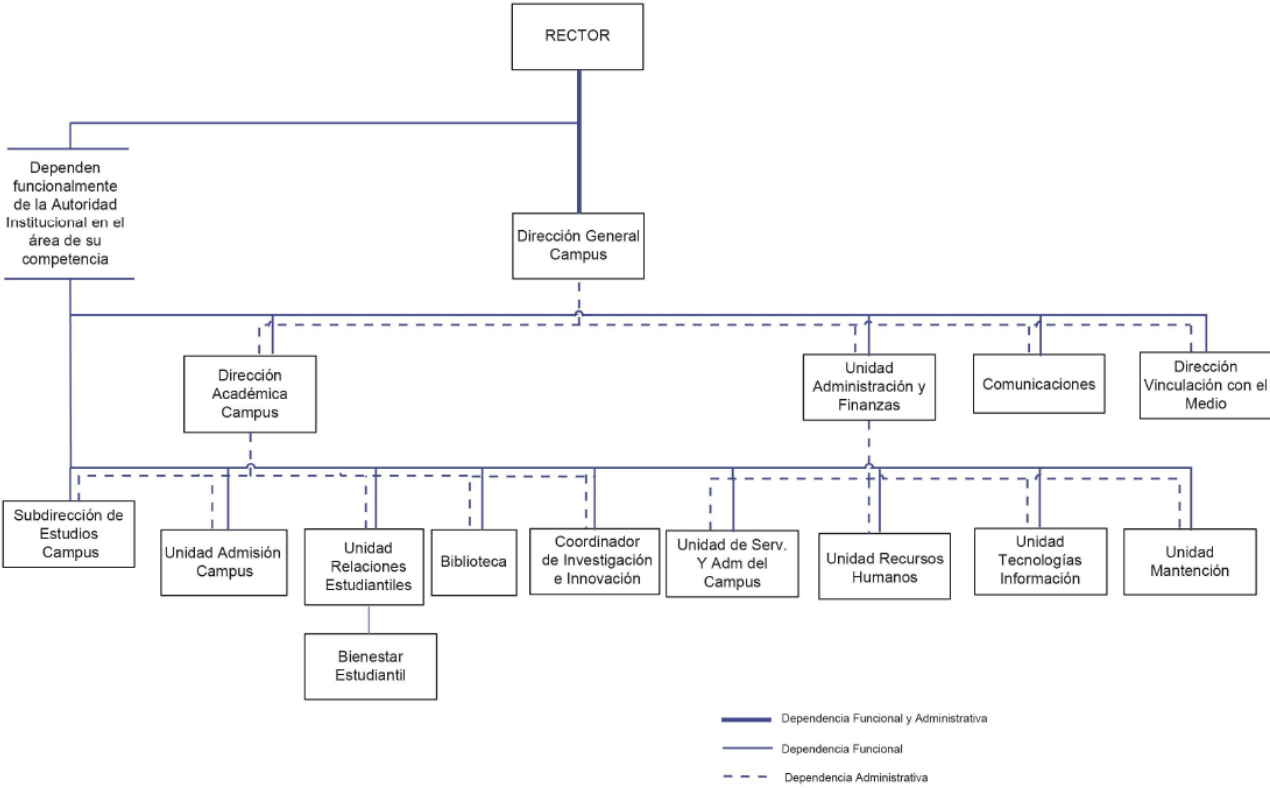 RECTOR
Dependen
funcionalmente
de la Autoridad
Institucional en el
área de su
competencia
Dirección General
Campus
Dirección
Académica
Campus
Unidad
Administración y
Finanzas
Comunicaciones
Dirección
Vinculación con el
Medio
Subdirección de
Estudios
Campus
Unidad Admisión
Campus
Unidad
Relaciones
Estudiantiles
Biblioteca
Coordinador
de Investigación
e Innovación
Unidad de Serv.
Y Adm del
Campus
Unidad Recursos
Humanos
Unidad
Tecnologías
Información
Unidad
Mantención
Bienestar
Estudiantil
Dependencia Funcional y Administrativa
Dependencia Funcional
Dependencia Administrativa